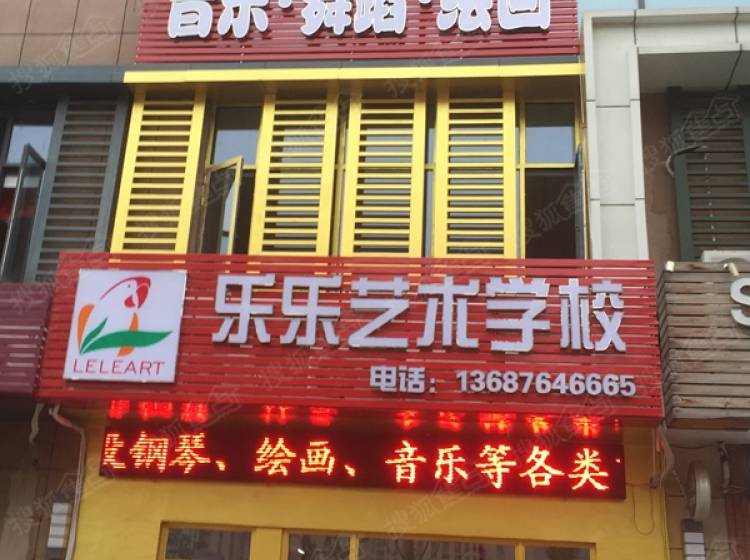 音乐·舞蹈·绘画
乐乐艺术学校
LELEART
电话：13687646665
设钢琴、绘画、音乐等各类
S